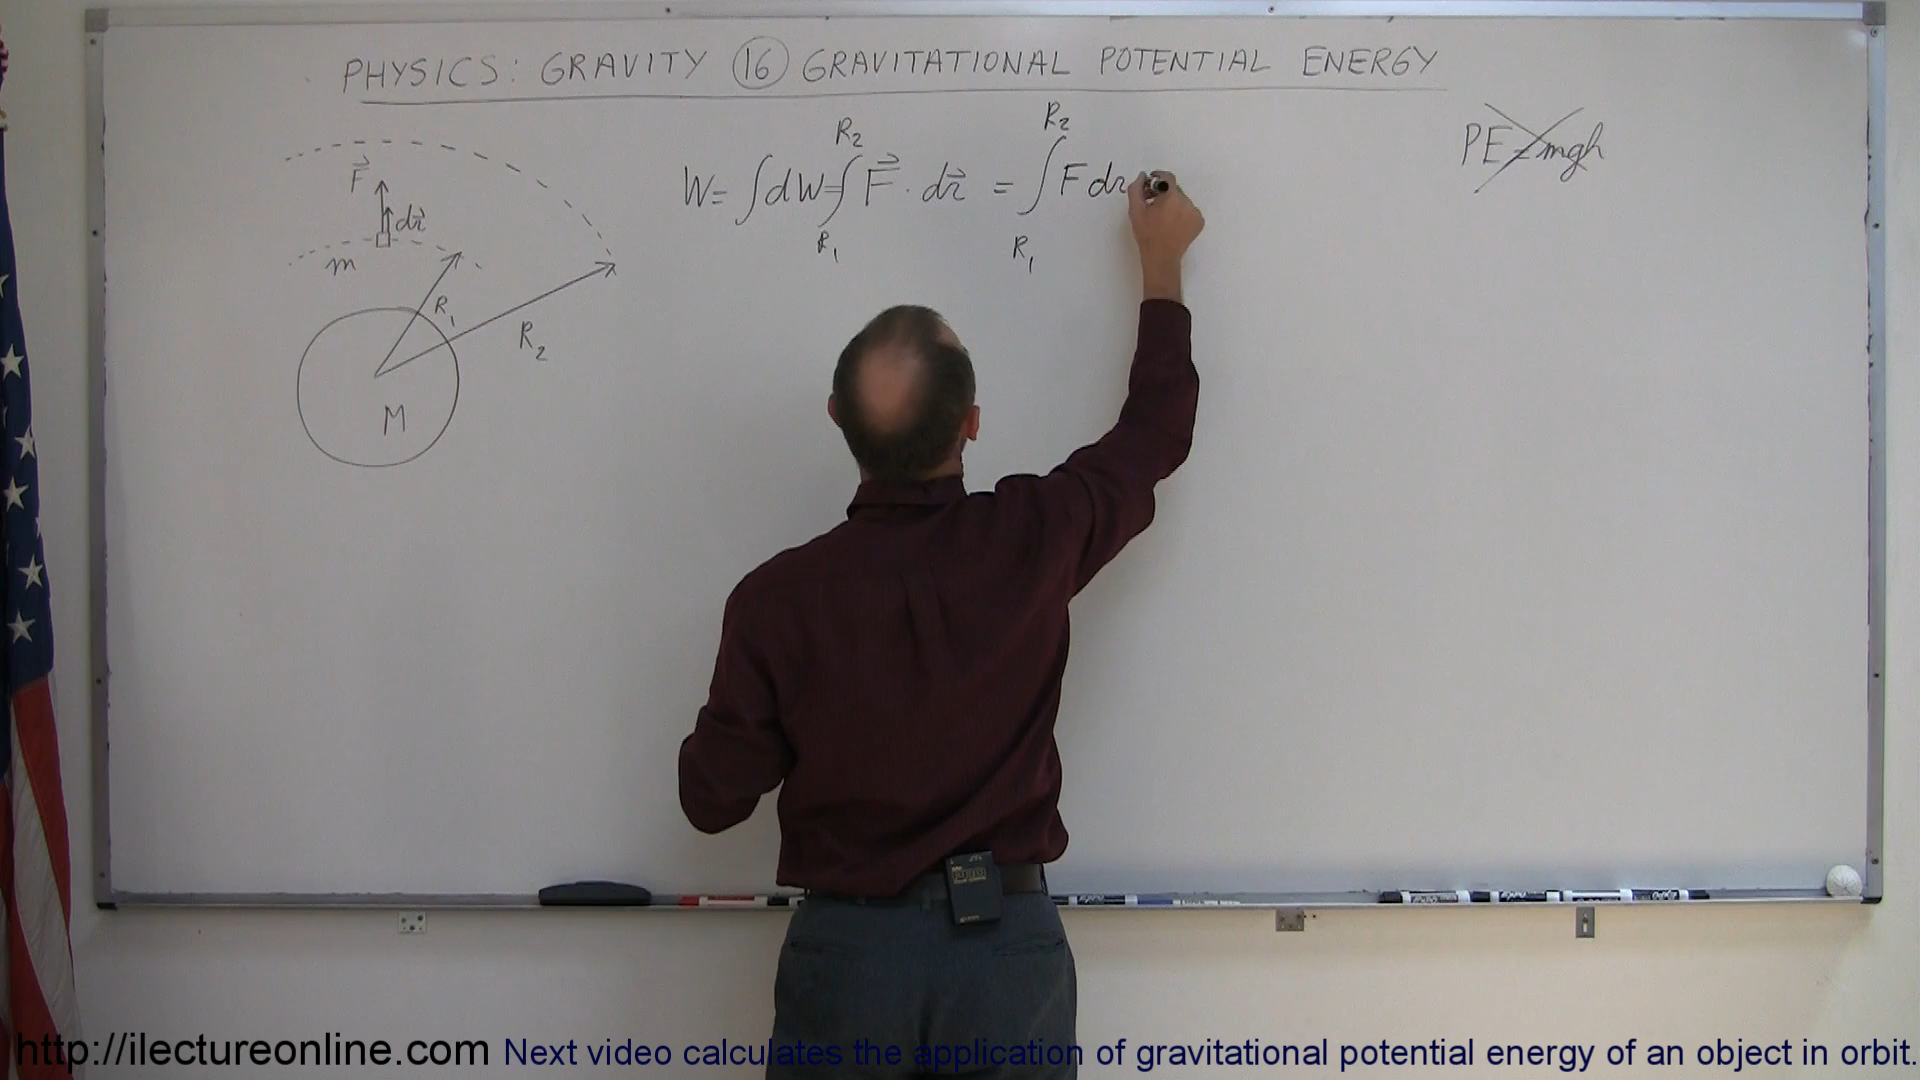 PHYSICS: GRAVITY 16 GRAVITATIONAL POTENTIAL ENERGY
PE=mgh
W= ∫dW=∫_{R₁}^{R₂} F⃗ · dr⃗ = ∫_{R₁}^{R₂} F dr
F⃗
dr⃗
m
R₁
R₂
M
http://ilectureonline.com Next video calculates the application of gravitational potential energy of an object in orbit.